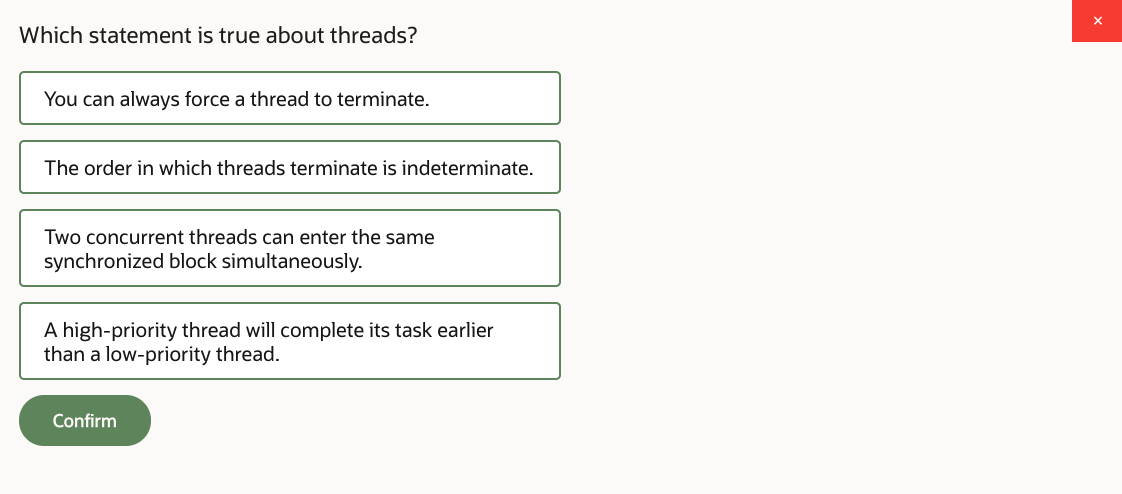 Which statement is true about threads?
×
You can always force a thread to terminate.
The order in which threads terminate is indeterminate.
Two concurrent threads can enter the same
synchronized block simultaneously.
A high-priority thread will complete its task earlier
than a low-priority thread.
Confirm